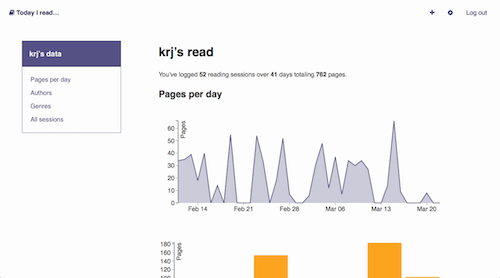 Today I read...
Log out
krj's data
Pages per day
Authors
Genres
All sessions
krj's read
You've logged 52 reading sessions over 41 days totaling 762 pages.
Pages per day
Pages
60
50
40
30
20
10
0
Feb 14
Feb 21
Feb 28
Mar 06
Mar 13
Mar 20
Pages
180
160
140
120
100